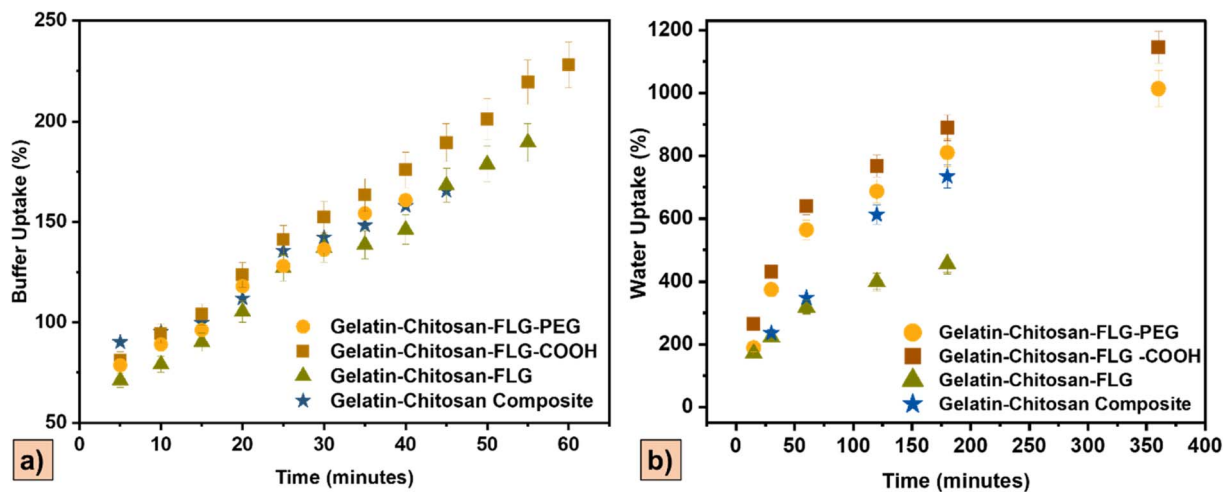 250
200
150
100
50
Buffer Uptake (%)
Gelatin-Chitosan-FLG-PEG
Gelatin-Chitosan-FLG-COOH
Gelatin-Chitosan-FLG
Gelatin-Chitosan Composite
0 10 20 30 40 50 60
Time (minutes)
a)
1200
1000
800
600
400
200
0
Water Uptake (%)
Gelatin-Chitosan-FLG-PEG
Gelatin-Chitosan-FLG -COOH
Gelatin-Chitosan-FLG
Gelatin-Chitosan Composite
0 50 100 150 200 250 300 350 400
Time (minutes)
b)